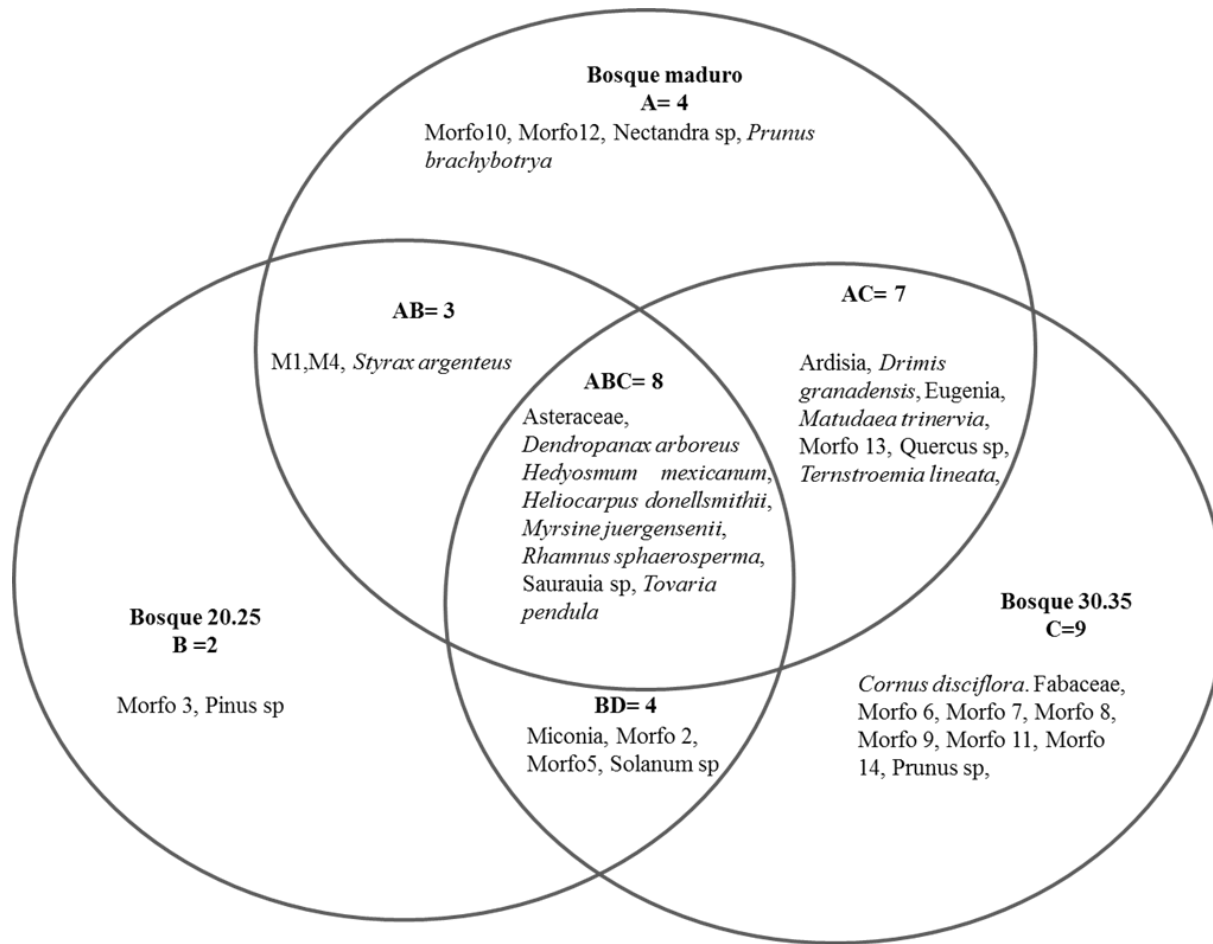 Bosque maduro
A= 4
Morfo10, Morfo12, Nectandra sp, Prunus
brachybotrya
AB= 3
M1,M4, Styrax argenteus
AC= 7
Ardisia, Drimis
granadensis, Eugenia,
Matudaea trinervia,
Morfo 13, Quercus sp,
Ternstroemia lineata,
ABC= 8
Asteraceae,
Dendropanax arboreus
Hedyosmum mexicanum,
Heliocarpus donellsmithii,
Myrsine juergensenii,
Rhamnus sphaerosperma,
Saurauia sp, Tovaria
pendula
Bosque 20.25
B =2
Morfo 3, Pinus sp
BD= 4
Miconia, Morfo 2,
Morfo5, Solanum sp
Bosque 30.35
C=9
Cornus disciflora. Fabaceae,
Morfo 6, Morfo 7, Morfo 8,
Morfo 9, Morfo 11, Morfo
14, Prunus sp,